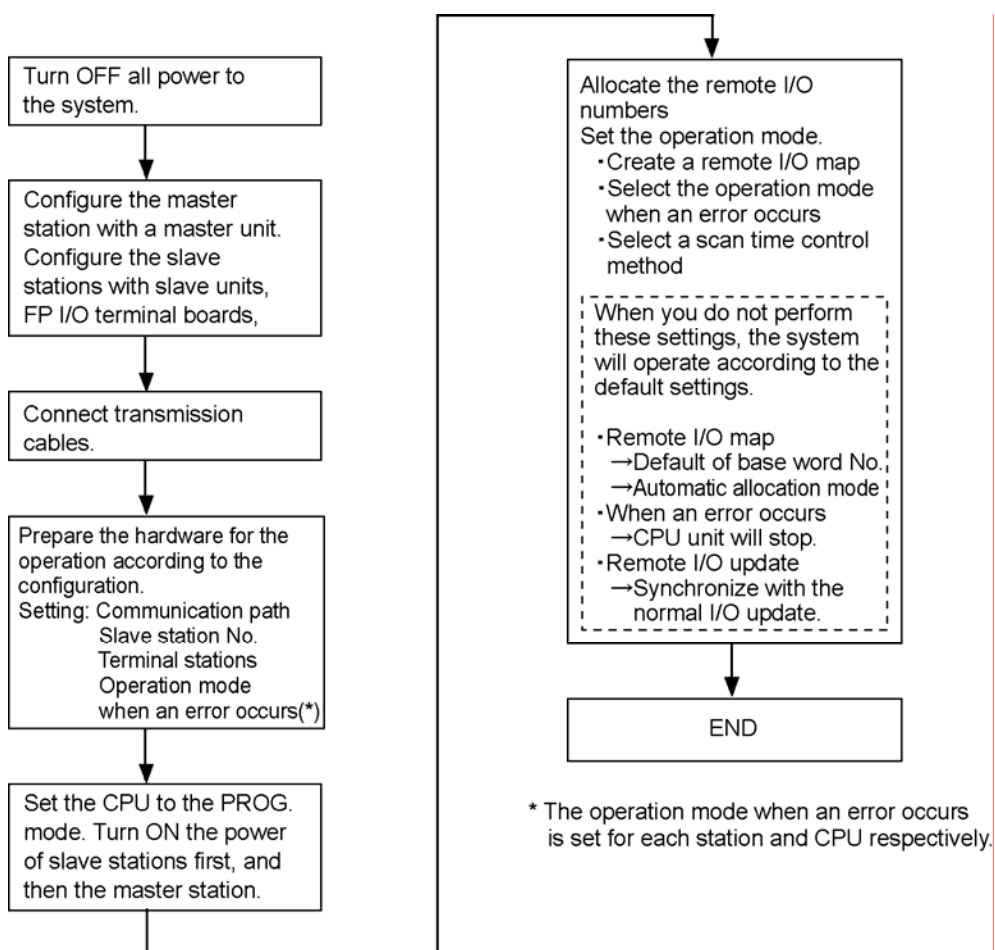 Turn OFF all power to
the system.
Configure the master
station with a master unit.
Configure the slave
stations with slave units,
FP I/O terminal boards,
Connect transmission
cables.
Prepare the hardware for the
operation according to the
configuration.
Setting: Communication path
Slave station No.
Terminal stations
Operation mode
when an error occurs(*)
Set the CPU to the PROG.
mode. Turn ON the power
of slave stations first, and
then the master station.
Allocate the remote I/O
numbers
Set the operation mode.
・Create a remote I/O map
・Select the operation mode
when an error occurs
・Select a scan time control
method
When you do not perform
these settings, the system
will operate according to the
default settings.
・Remote I/O map
→Default of base word No.
→Automatic allocation mode
・When an error occurs
→CPU unit will stop.
・Remote I/O update
→Synchronize with the
normal I/O update.
END
* The operation mode when an error occurs
is set for each station and CPU respectively.